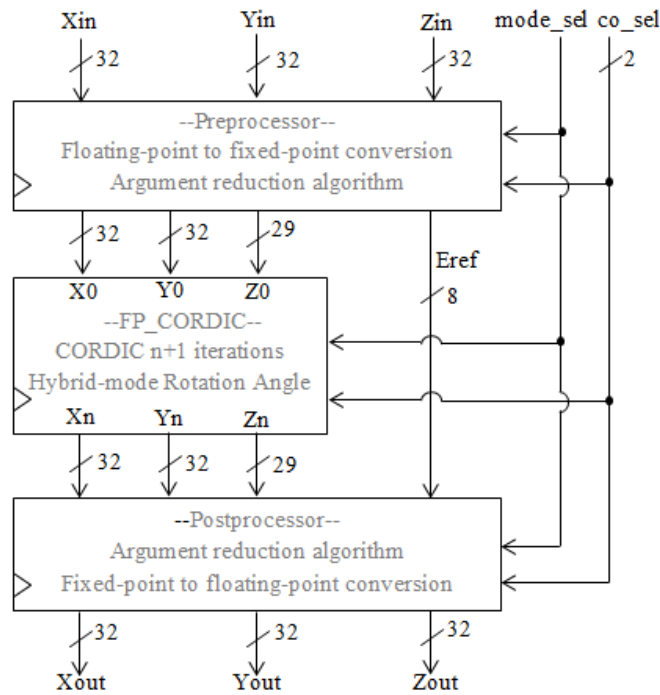 Xin Yin Zin mode_sel co_sel
32 32 32 2
--Preprocessor--
Floating-point to fixed-point conversion
Argument reduction algorithm
32 32 29
Eref
8
X0 Y0 Z0
--FP_CORDIC--
CORDIC n+1 iterations
Hybrid-mode Rotation Angle
Xn Yn Zn
32 32 29
--Postprocessor--
Argument reduction algorithm
Fixed-point to floating-point conversion
32 32 32
Xout Yout Zout